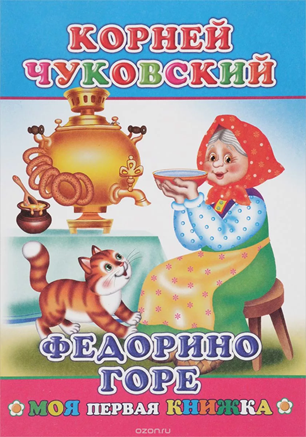 КОРНЕЙ
ЧУКОВСКИЙ
ФЕДОРИНО
ГОРЕ
МОЯ ПЕРВАЯ КНИЖКА
ozon.ru